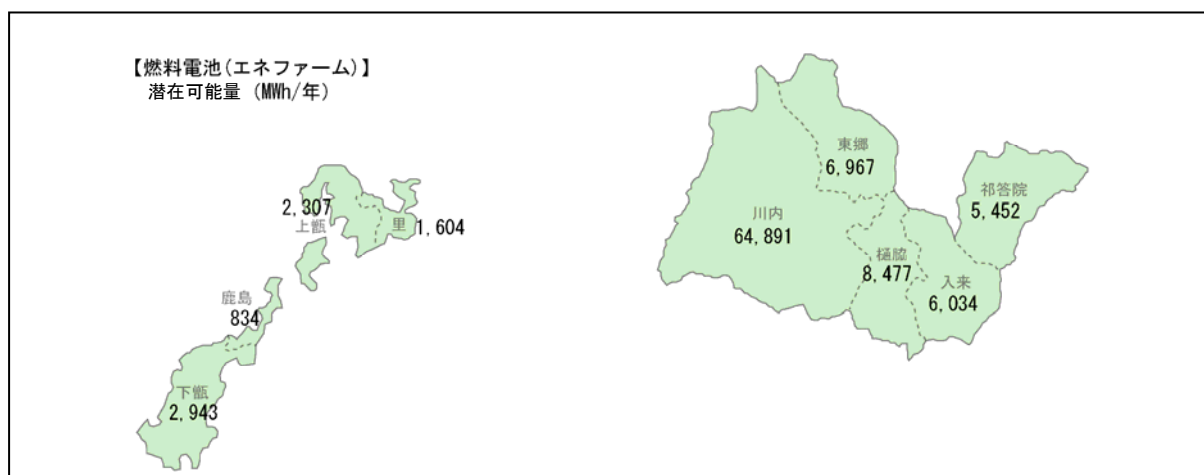 【燃料電池(エネファーム)】
潜在可能量 (MWh/年)
東郷
6,967
祁答院
5,452
川内
64,891
樋脇
8,477
入来
6,034
2,307
上甑
里
1,604
鹿島
834
下甑
2,943